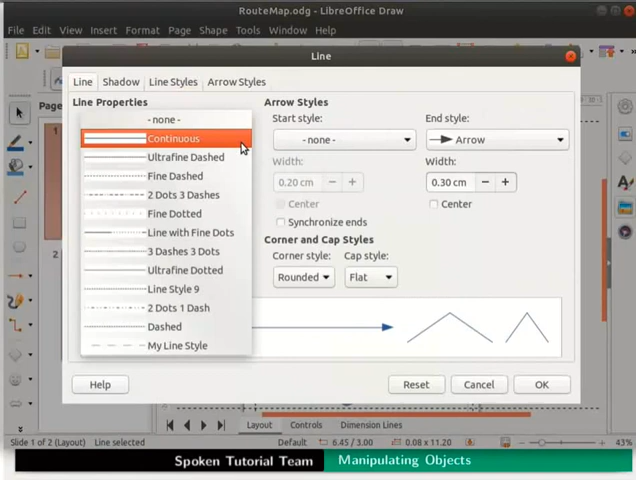 RouteMap.odg - LibreOffice Draw
File Edit View Insert Format Page Shape Tools Window Help
Line
Line Shadow Line Styles Arrow Styles
Line Properties
- none -
Continuous
Ultrafine Dashed
Fine Dashed
2 Dots 3 Dashes
Fine Dotted
Line with Fine Dots
3 Dashes 3 Dots
Ultrafine Dotted
Line Style 9
2 Dots 1 Dash
Dashed
My Line Style
Arrow Styles
Start style: End style:
- none - Arrow
Width: Width:
0.20 cm 0.30 cm
Center Center
Synchronize ends
Corner and Cap Styles
Corner style: Cap style:
Rounded Flat
Help Reset Cancel OK
Page
1
2
Layout Controls Dimension Lines
Slide 1 of 2 (Layout) Line selected Default 6.45 / 3.00 0.08 x 11.20 43%
Spoken Tutorial Team Manipulating Objects